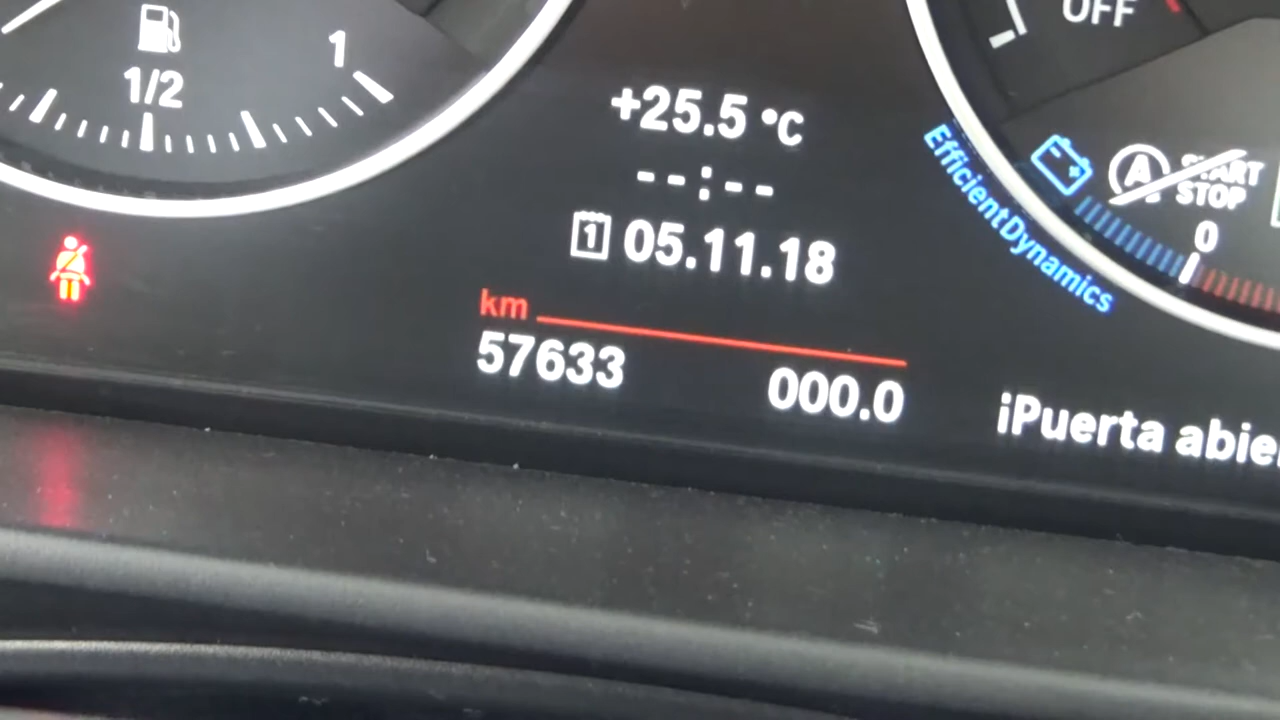 OFF
1
1/2
+25.5 °C
--:--
EfficientDynamics
A
START
STOP
0
1 05.11.18
km
57633 000.0
¡Puerta abie